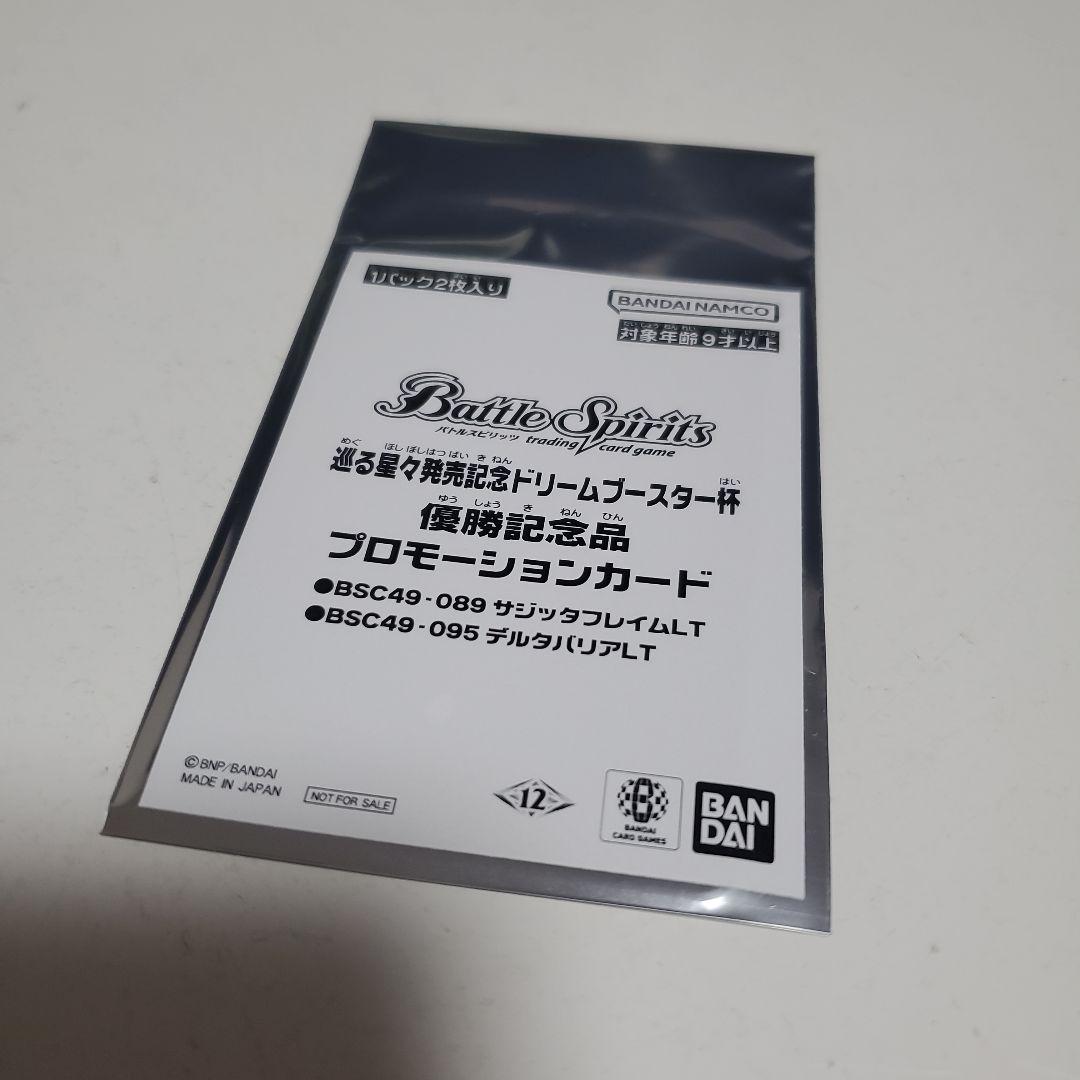 1パック2枚入り
BANDAI NAMCO
対象年齢9才以上
Battle Spirits
バトルスピリッツ trading card game
巡る星々発売記念ドリームブースター杯
優勝記念品
プロモーションカード
●BSC49-089 サジッタフレイムLT
●BSC49-095 デルタバリアLT
©BNP/BANDAI
MADE IN JAPAN
NOT FOR SALE
12
BANDAI
CARD GAMES
BAN
DAI